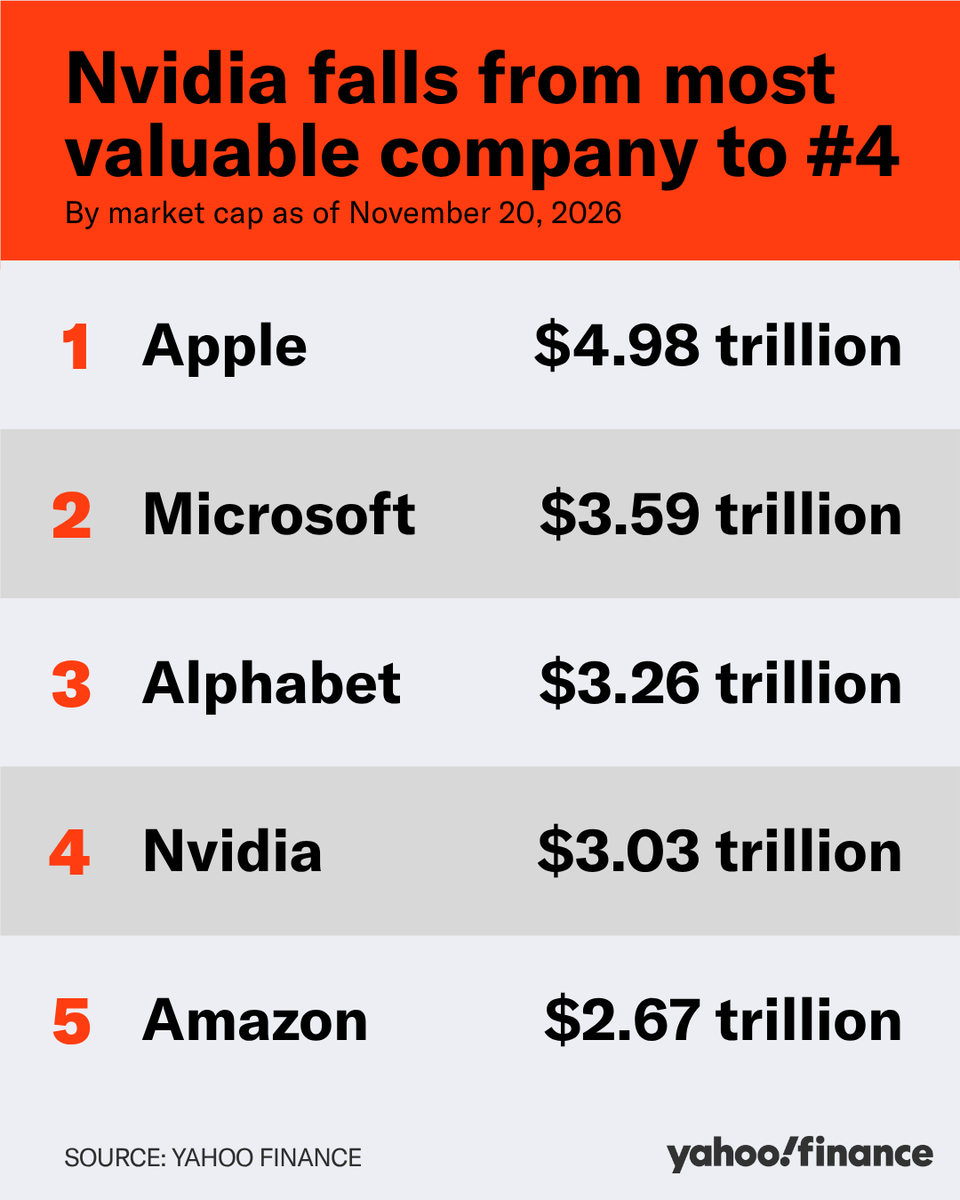 Nvidia falls from most
valuable company to #4
By market cap as of November 20, 2026
1 Apple $4.98 trillion
2 Microsoft $3.59 trillion
3 Alphabet $3.26 trillion
4 Nvidia $3.03 trillion
5 Amazon $2.67 trillion
SOURCE: YAHOO FINANCE yahoo!finance